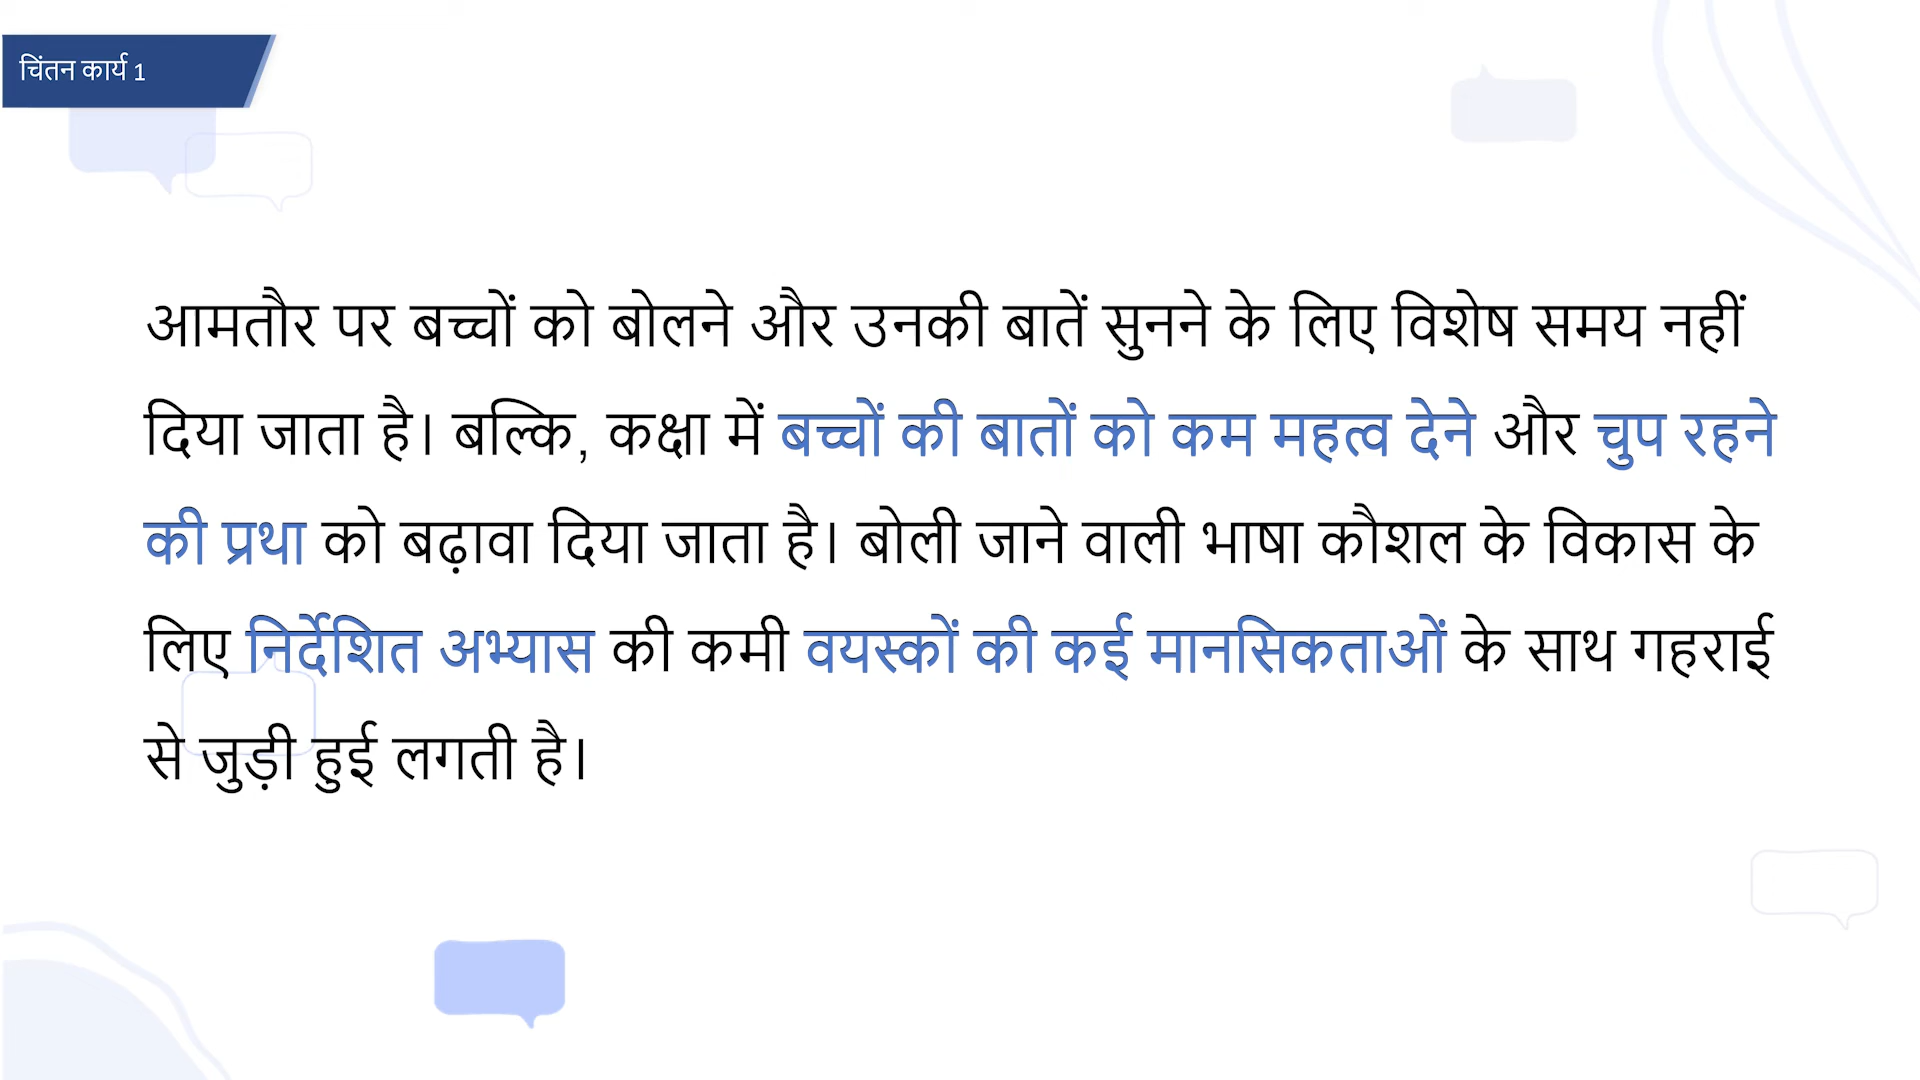 चिंतन कार्य 1
आमतौर पर बच्चों को बोलने और उनकी बातें सुनने के लिए विशेष समय नहीं
दिया जाता है। बल्कि, कक्षा में बच्चों की बातों को कम महत्व देने और चुप रहने
की प्रथा को बढ़ावा दिया जाता है। बोली जाने वाली भाषा कौशल के विकास के
लिए निर्देशित अभ्यास की कमी वयस्कों की कई मानसिकताओं के साथ गहराई
से जुड़ी हुई लगती है।